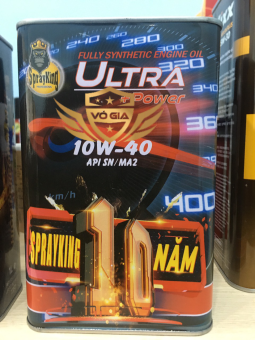 SprayKing
FULLY SYNTHETIC ENGINE OIL
ULTRA
Power
VÕ GIA
10W-40
API SN/MA2
km/h
240
260
280
300
320
340
360
400
SPRAYKING 10 NĂM